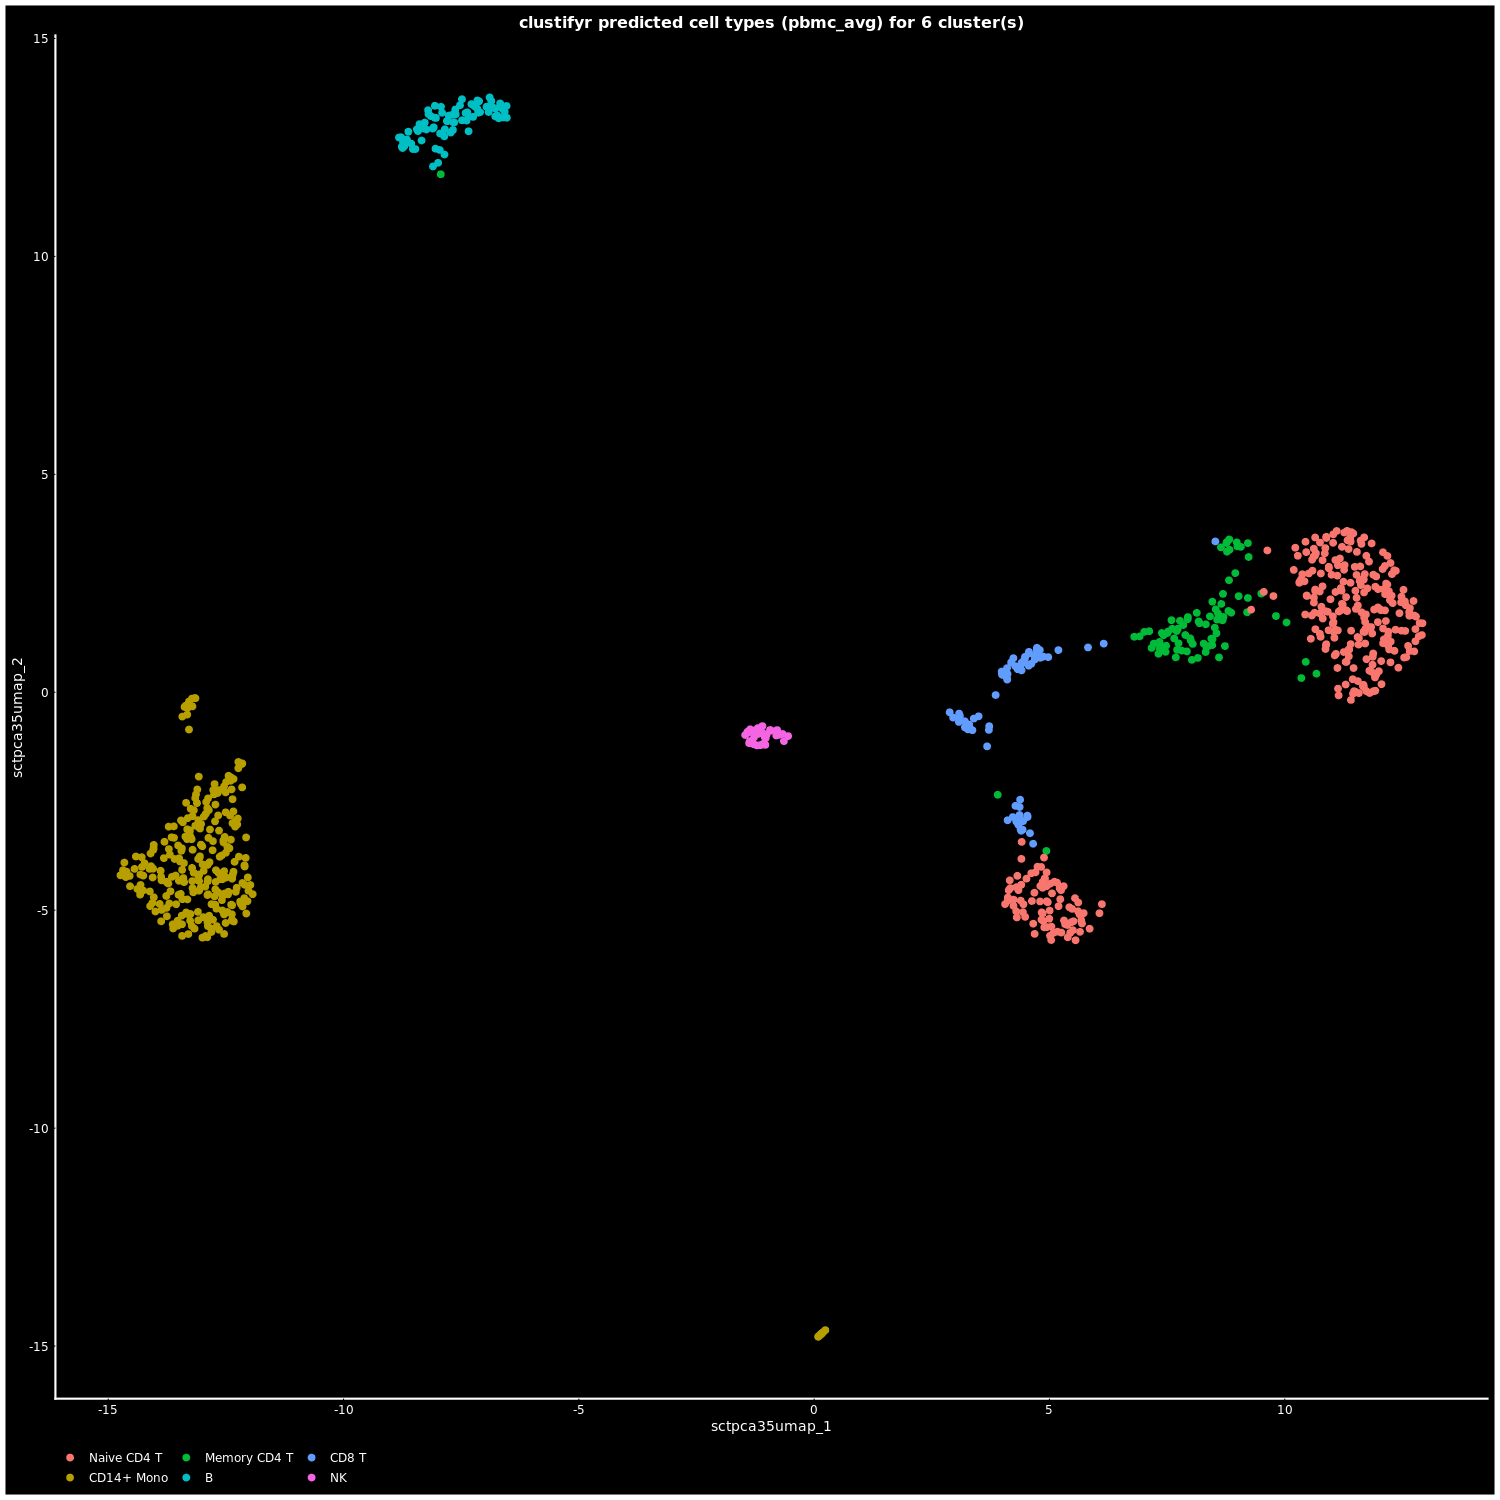 clustifyr predicted cell types (pbmc_avg) for 6 cluster(s)
15
10
5
0
-5
-10
-15
sctpca35umap_2
-15 -10 -5 0 5 10
sctpca35umap_1
Naive CD4 T Memory CD4 T CD8 T
CD14+ Mono B NK